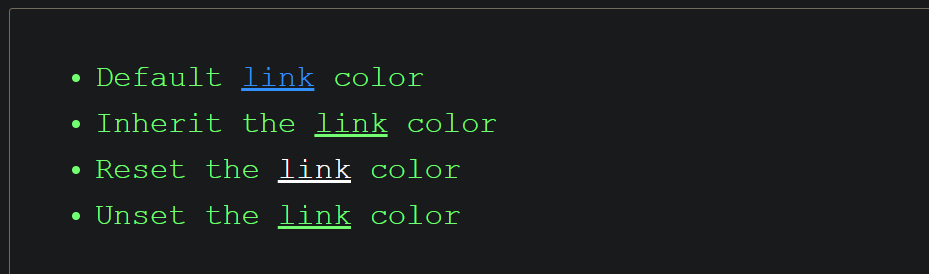 • Default link color
• Inherit the link color
• Reset the link color
• Unset the link color